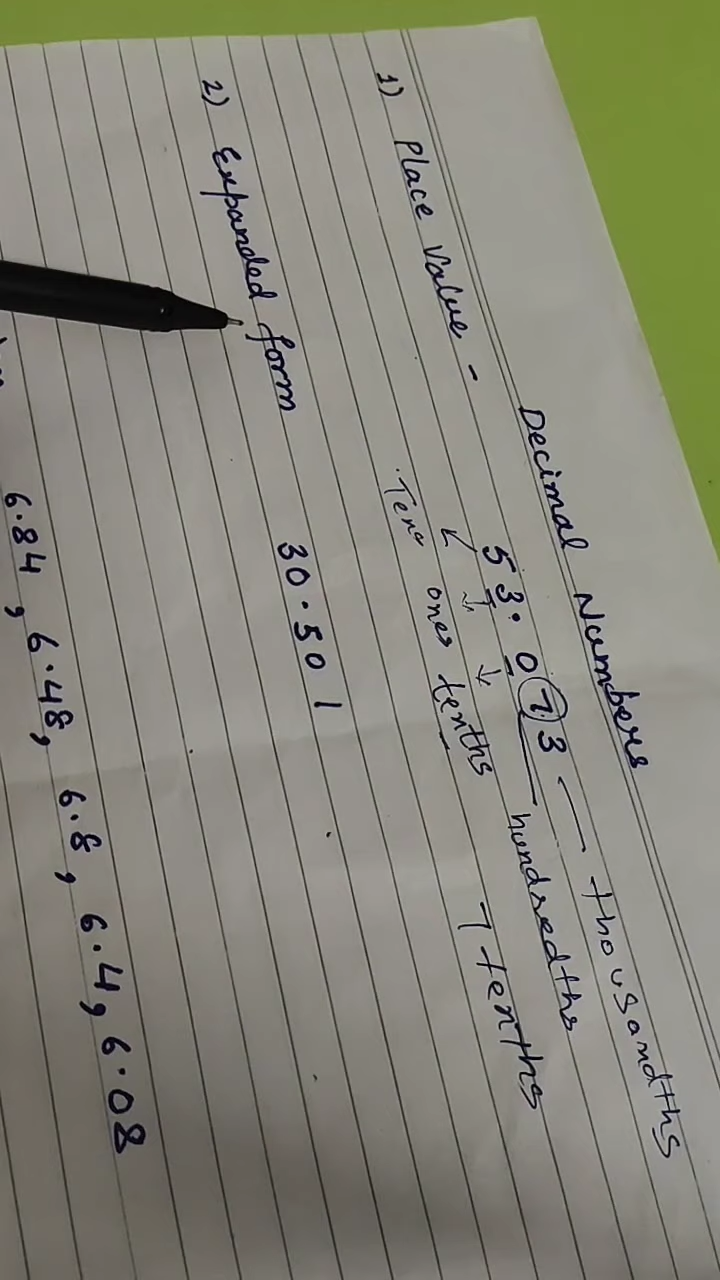 Decimal Numbers
1) Place Value - 53.073 thousandths
hundredths
Tens ones tenths 7 tenths
2) Expanded form 30.501
6.84, 6.48, 6.8, 6.4, 6.08